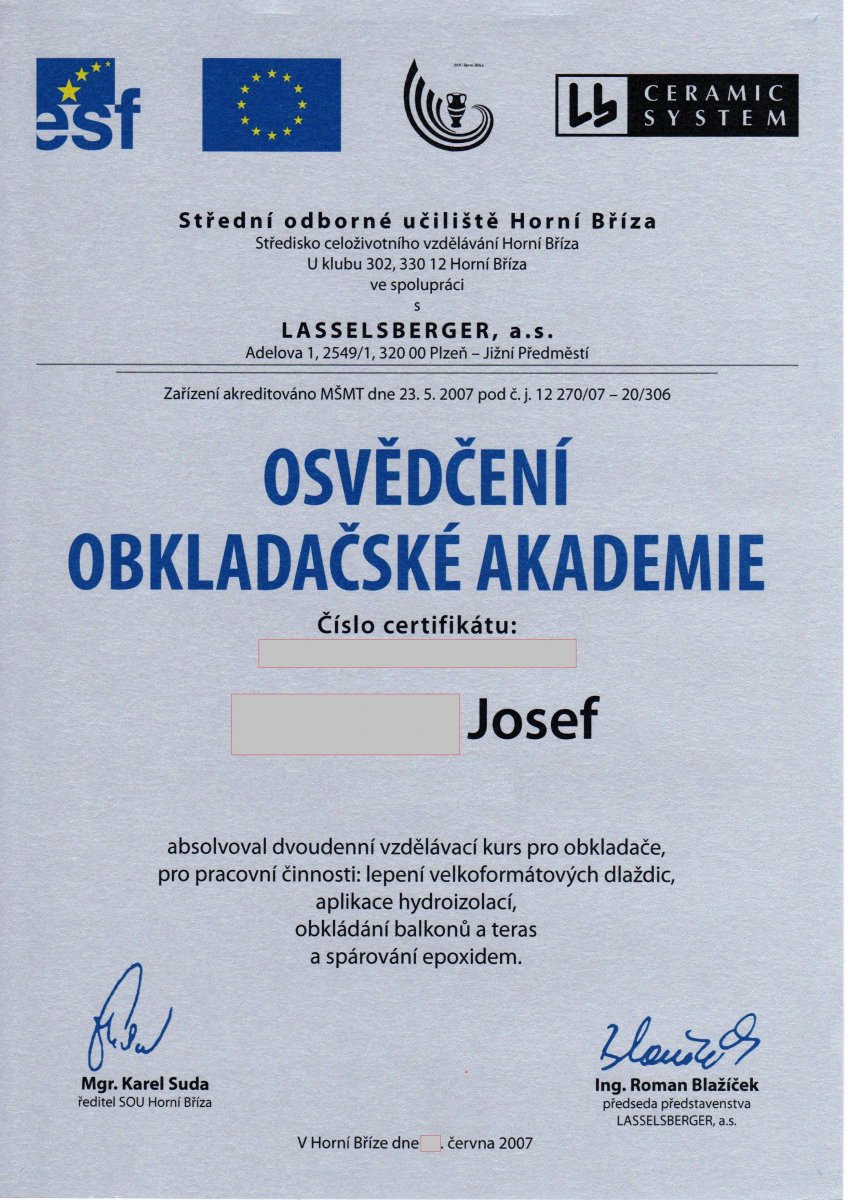 esf
SOU Horní Bříza
Lb CERAMIC
SYSTEM
Střední odborné učiliště Horní Bříza
Středisko celoživotního vzdělávání Horní Bříza
U klubu 302, 330 12 Horní Bříza
ve spolupráci
s
LASSELSBERGER, a.s.
Adelova 1, 2549/1, 320 00 Plzeň – Jižní Předměstí
Zařízení akreditováno MŠMT dne 23. 5. 2007 pod č. j. 12 270/07 – 20/306
OSVĚDČENÍ
OBKLADAČSKÉ AKADEMIE
Číslo certifikátu:
Josef
absolvoval dvoudenní vzdělávací kurs pro obkladače,
pro pracovní činnosti: lepení velkoformátových dlaždic,
aplikace hydroizolací,
obkládání balkonů a teras
a spárování epoxidem.
Mgr. Karel Suda
ředitel SOU Horní Bříza
Ing. Roman Blažíček
předseda představenstva
LASSELSBERGER, a.s.
V Horní Bříze dne . června 2007